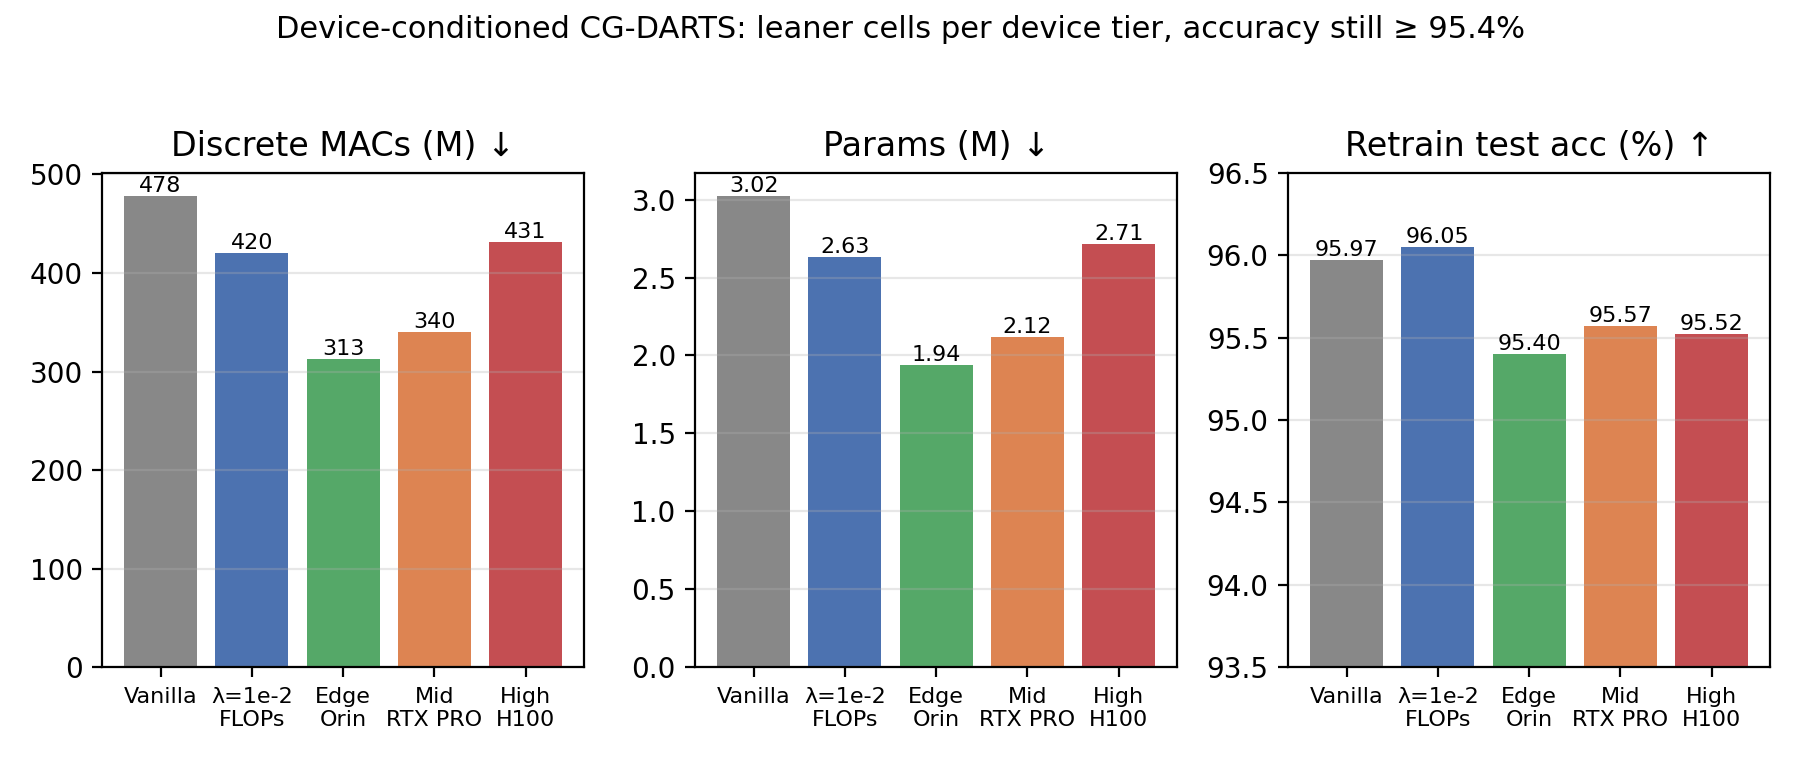 Device-conditioned CG-DARTS: leaner cells per device tier, accuracy still ≥ 95.4%
Discrete MACs (M) ↓
500
400
300
200
100
0
478
420
313
340
431
Vanilla
λ=1e-2
FLOPs
Edge
Orin
Mid
RTX PRO
High
H100
Params (M) ↓
3.0
2.5
2.0
1.5
1.0
0.5
0.0
3.02
2.63
1.94
2.12
2.71
Vanilla
λ=1e-2
FLOPs
Edge
Orin
Mid
RTX PRO
High
H100
Retrain test acc (%) ↑
96.5
96.0
95.5
95.0
94.5
94.0
93.5
95.97
96.05
95.40
95.57
95.52
Vanilla
λ=1e-2
FLOPs
Edge
Orin
Mid
RTX PRO
High
H100